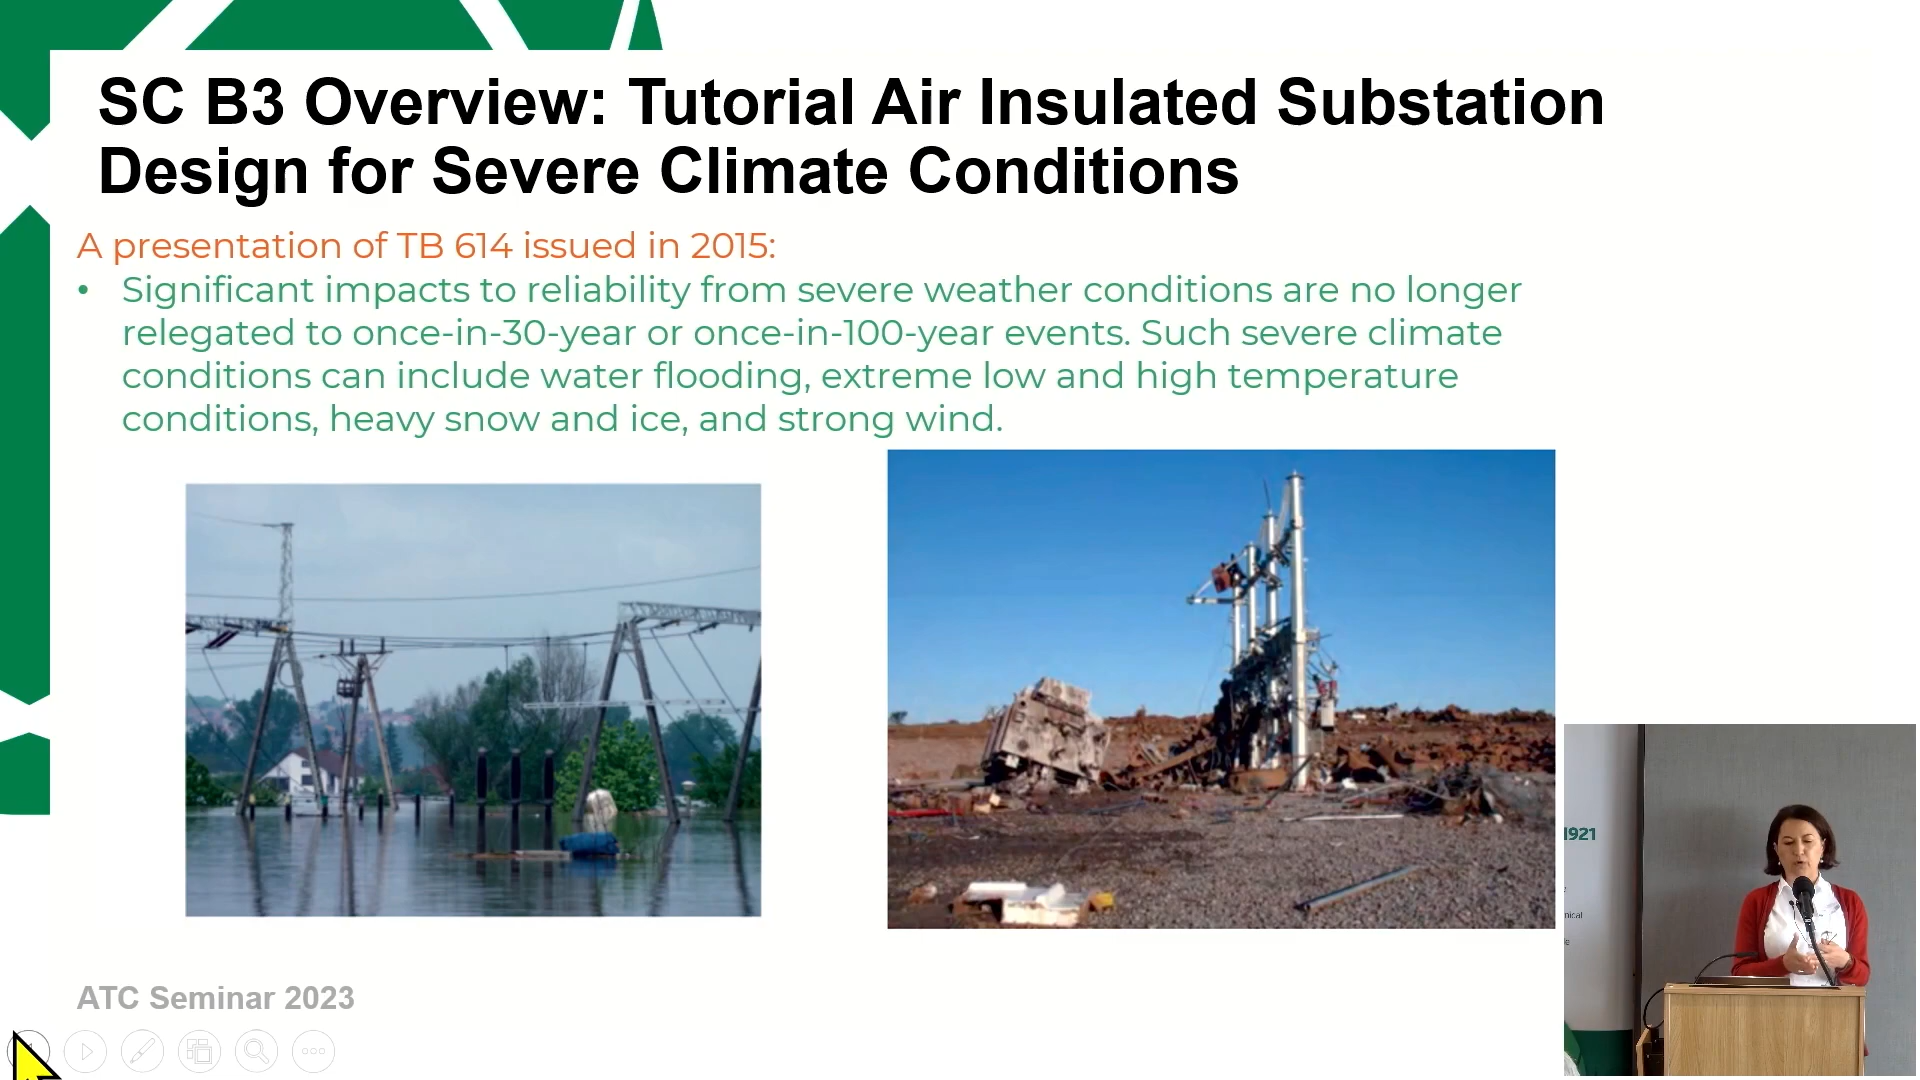 SC B3 Overview: Tutorial Air Insulated Substation
Design for Severe Climate Conditions
A presentation of TB 614 issued in 2015:
• Significant impacts to reliability from severe weather conditions are no longer
relegated to once-in-30-year or once-in-100-year events. Such severe climate
conditions can include water flooding, extreme low and high temperature
conditions, heavy snow and ice, and strong wind.
1921
nical
ATC Seminar 2023